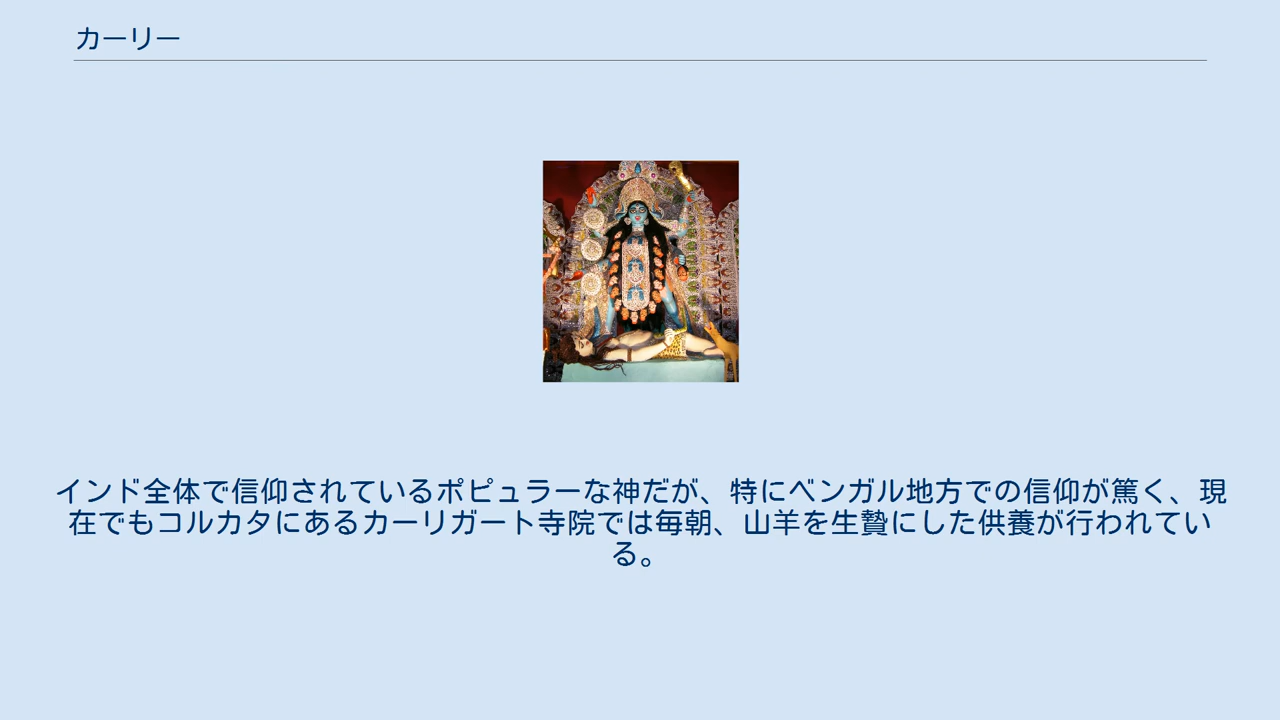 カーリー
インド全体で信仰されているポピュラーな神だが、特にベンガル地方での信仰が篤く、現
在でもコルカタにあるカーリガート寺院では毎朝、山羊を生贄にした供養が行われてい
る。